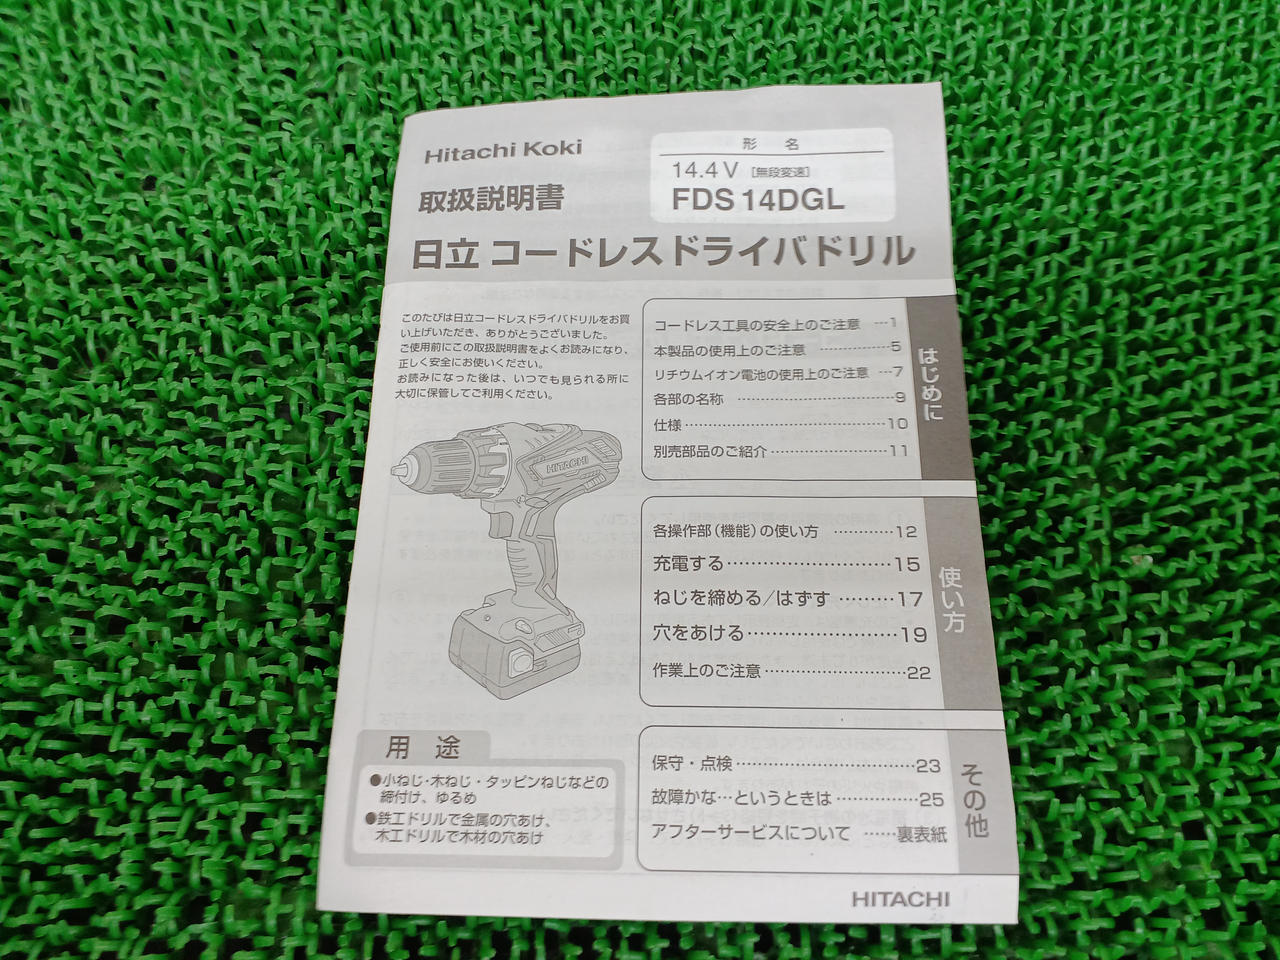 Hitachi Koki
取扱説明書
形 名
14.4 V [無段変速]
FDS 14DGL
日立 コードレスドライバドリル
このたびは日立コードレスドライバドリルをお買
い上げいただき、ありがとうございました。
ご使用前にこの取扱説明書をよくお読みになり、
正しく安全にお使いください。
お読みになった後は、いつでも見られる所に
大切に保管してご利用ください。
HITACHI
用 途
●小ねじ・木ねじ・タッピンねじなどの
締付け、ゆるめ
●鉄工ドリルで金属の穴あけ、
木工ドリルで木材の穴あけ
はじめに
コードレス工具の安全上のご注意 …1
本製品の使用上のご注意 ……………5
リチウムイオン電池の使用上のご注意 …7
各部の名称 ……………………………9
仕様 ……………………………………10
別売部品のご紹介 ……………………11
使い方
各操作部(機能)の使い方 …………12
充電する ………………………………15
ねじを締める/はずす ………17
穴をあける ……………………………19
作業上のご注意 ………………………22
その他
保守・点検 ……………………………23
故障かな…というときは ……………25
アフターサービスについて ……裏表紙
HITACHI